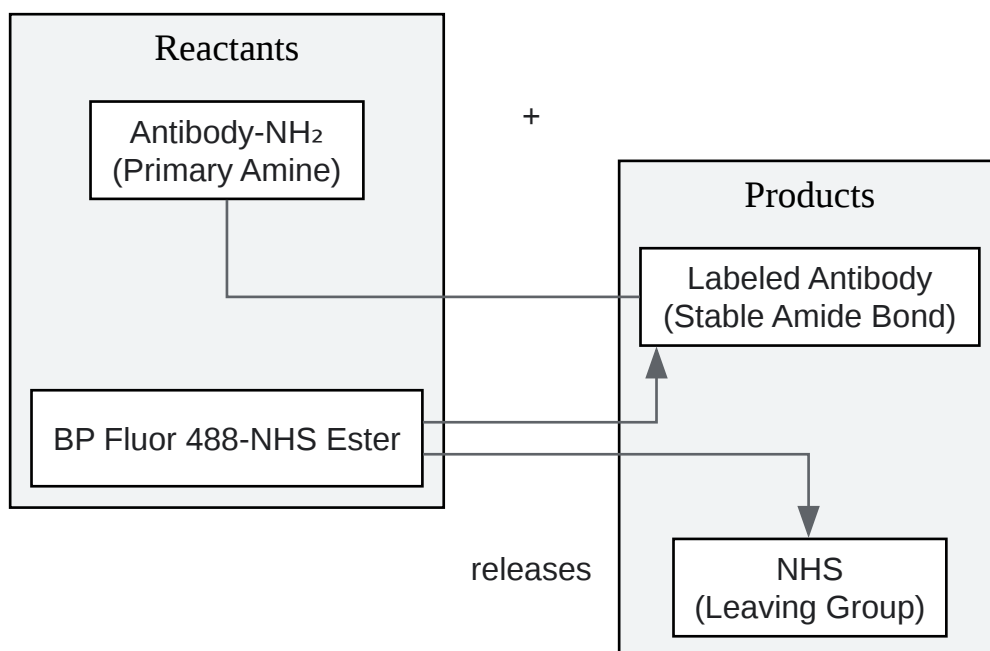 Reactants
Antibody-NH₂
(Primary Amine)
BP Fluor 488-NHS Ester
+
Products
Labeled Antibody
(Stable Amide Bond)
releases
NHS
(Leaving Group)